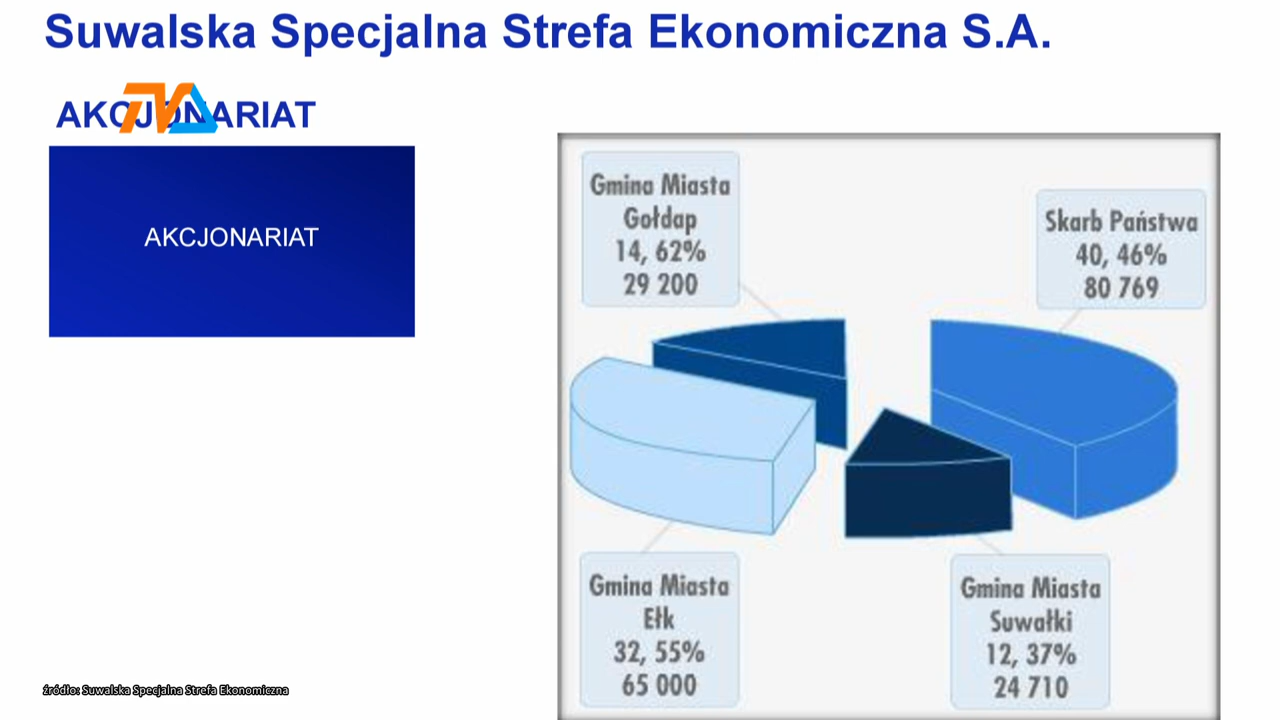 Suwalska Specjalna Strefa Ekonomiczna S.A.
TVA
AKCJONARIAT
AKCJONARIAT
Gmina Miasta
Gołdap
14, 62%
29 200
Skarb Państwa
40, 46%
80 769
Gmina Miasta
Ełk
32, 55%
65 000
Gmina Miasta
Suwałki
12, 37%
24 710
źródło: Suwalska Specjalna Strefa Ekonomiczna